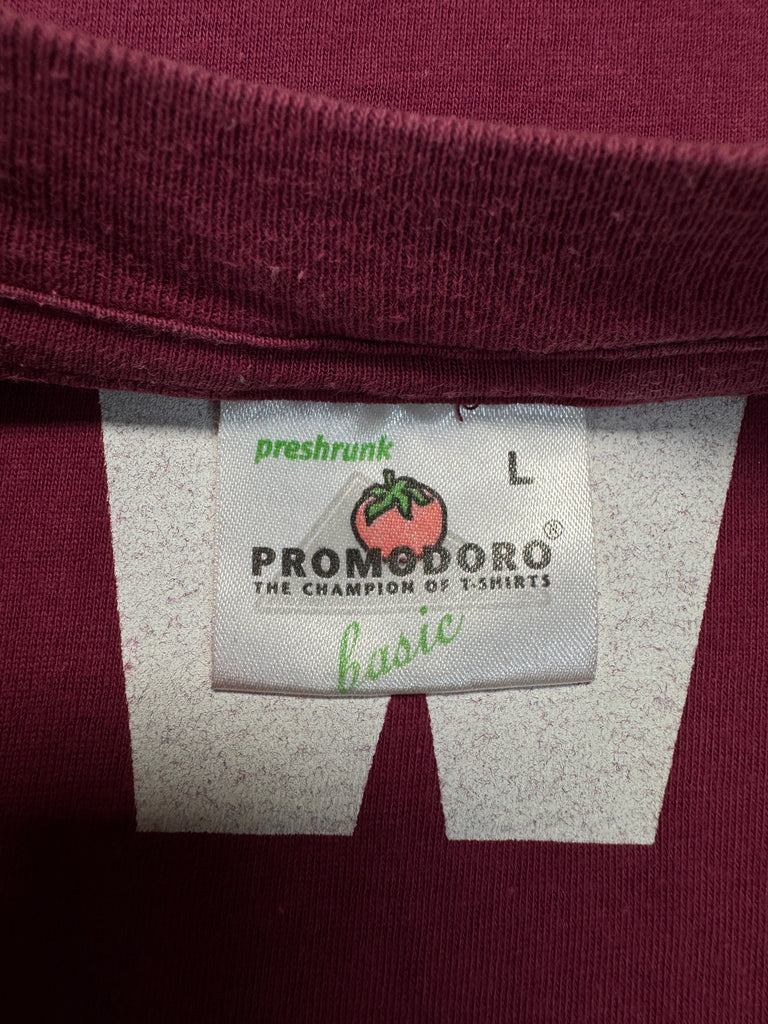 preshrunk
L
PROMODORO®
THE CHAMPION OF T-SHIRTS
basic